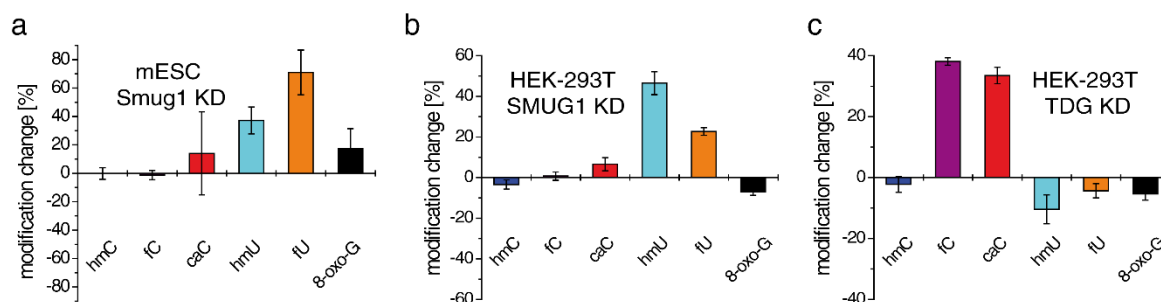 a
mESC
Smug1 KD
modification change [%]
80
60
40
20
0
-20
-40
-60
-80
hmC
fC
caC
hmU
fU
8-oxo-G
b
HEK-293T
SMUG1 KD
modification change [%]
60
40
20
0
-20
-40
-60
hmC
fC
caC
hmU
fU
8-oxo-G
c
HEK-293T
TDG KD
modification change [%]
40
20
0
-20
-40
hmC
fC
caC
hmU
fU
8-oxo-G